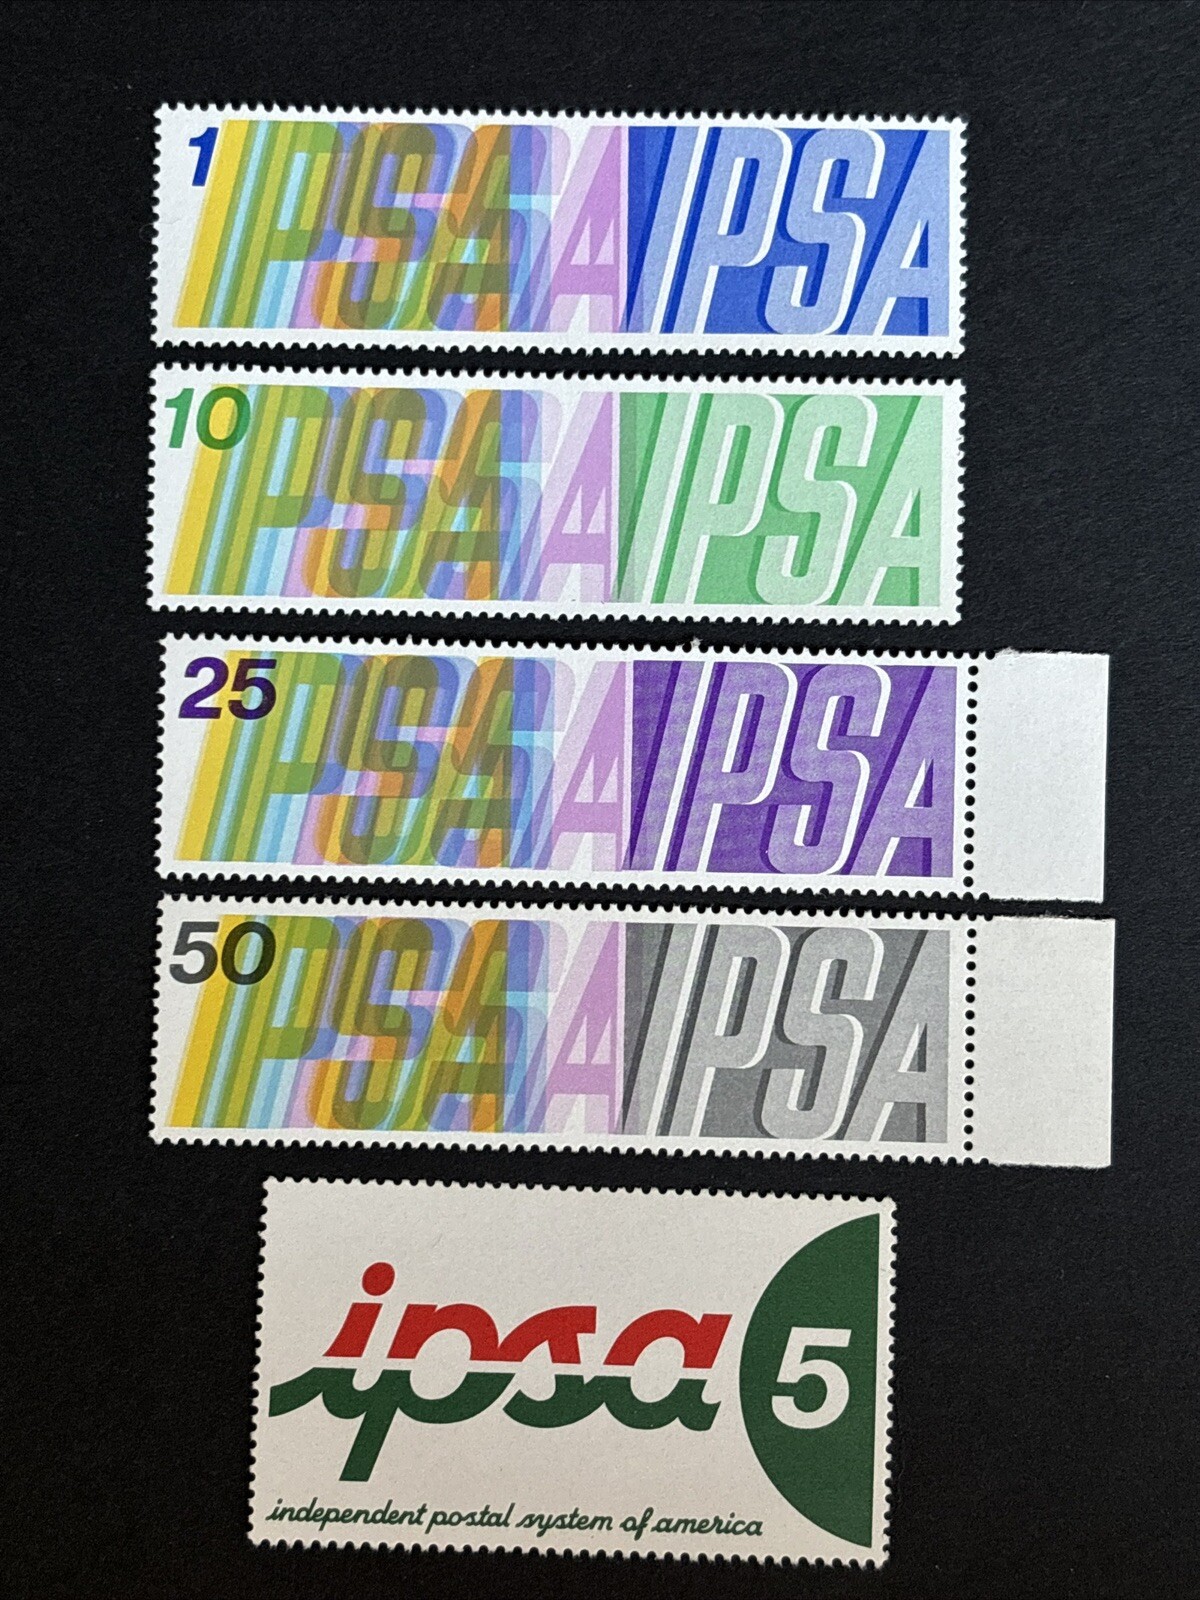 1 IPSA IPSA
10 IPSA IPSA
25 IPSA IPSA
50 IPSA IPSA
ipsa 5
independent postal system of america